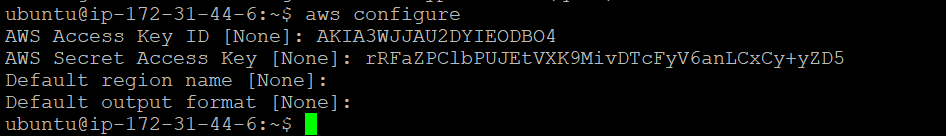 ubuntu@ip-172-31-44-6:~$ aws configure
AWS Access Key ID [None]: AKIA3WJJAU2DYIEODBO4
AWS Secret Access Key [None]: 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
Default region name [None]:
Default output format [None]:
ubuntu@ip-172-31-44-6:~$